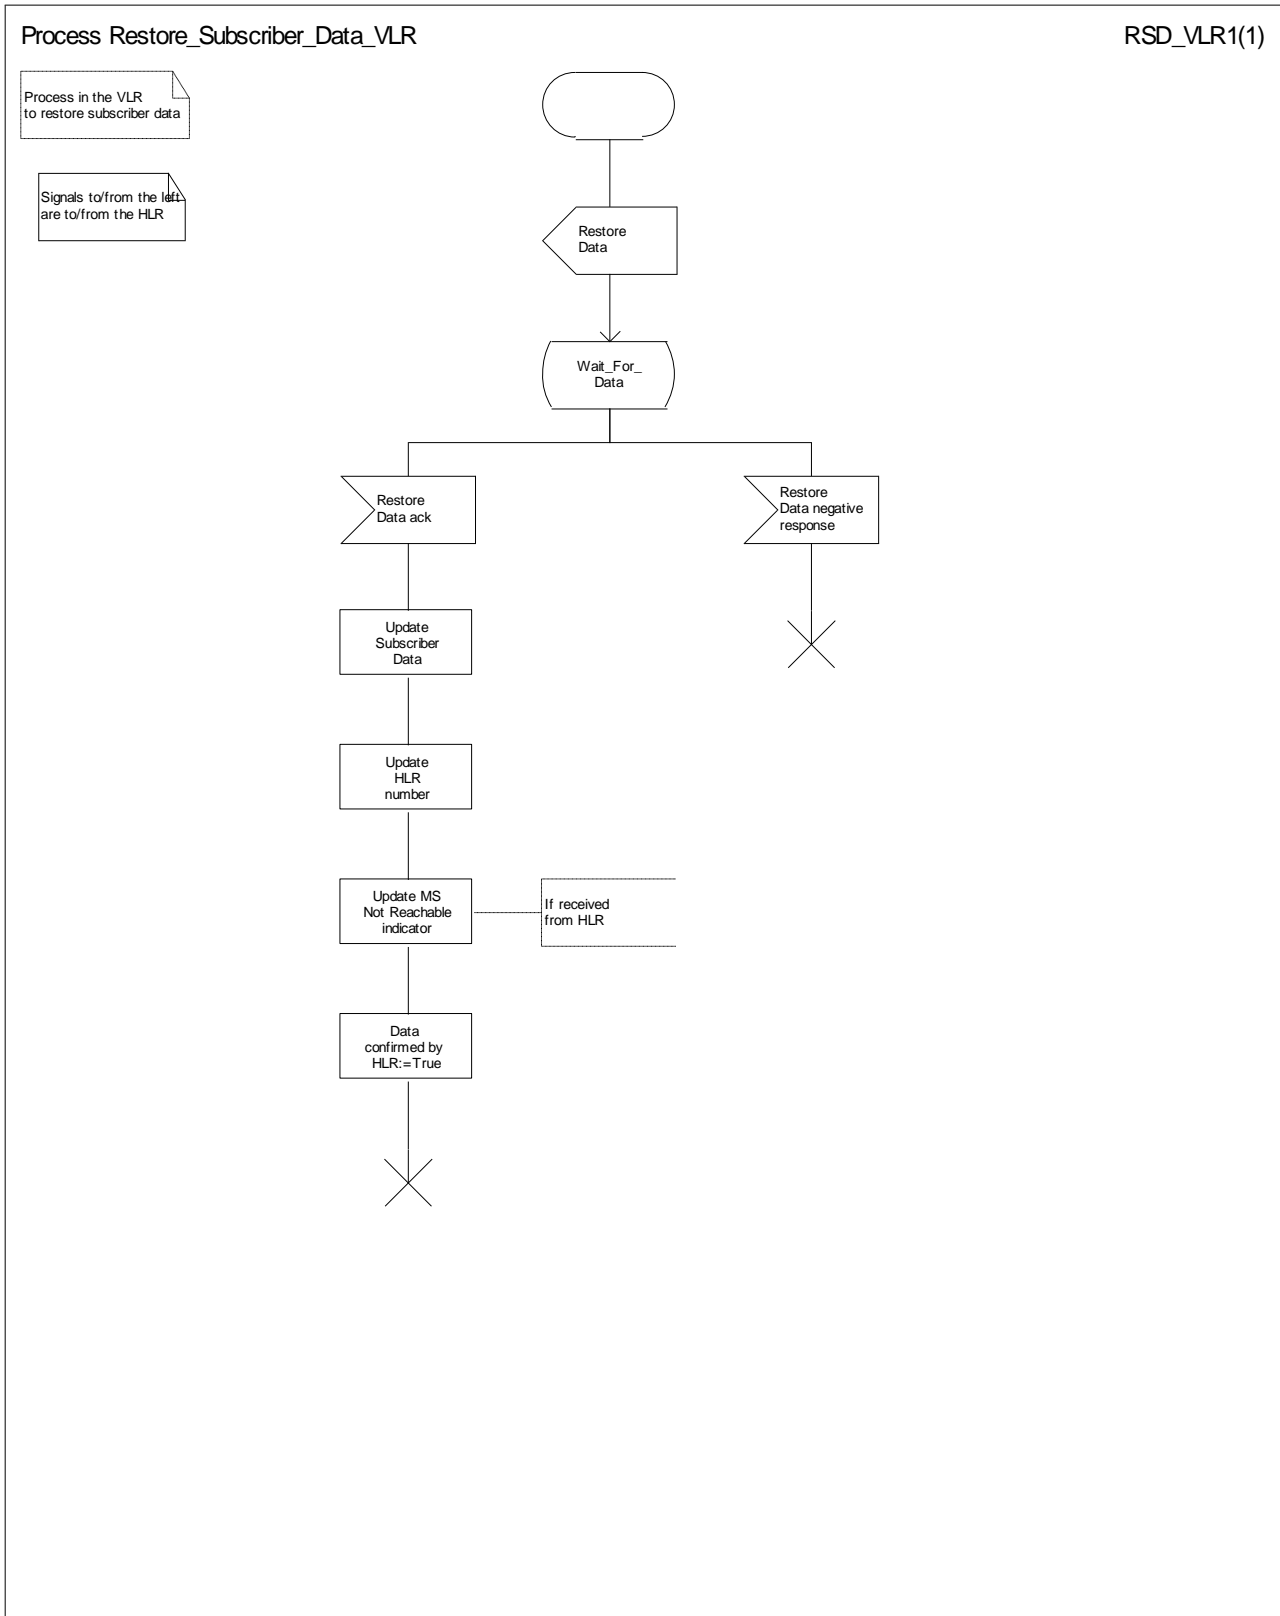 Process Restore_Subscriber_Data_VLR
RSD_VLR1(1)
Process in the VLR
to restore subscriber data
Signals to/from the left
are to/from the HLR
Restore
Data
Wait_For_
Data
Restore
Data ack
Restore
Data negative
response
Update
Subscriber
Data
Update
HLR
number
Update MS
Not Reachable
indicator
If received
from HLR
Data
confirmed by
HLR:=True